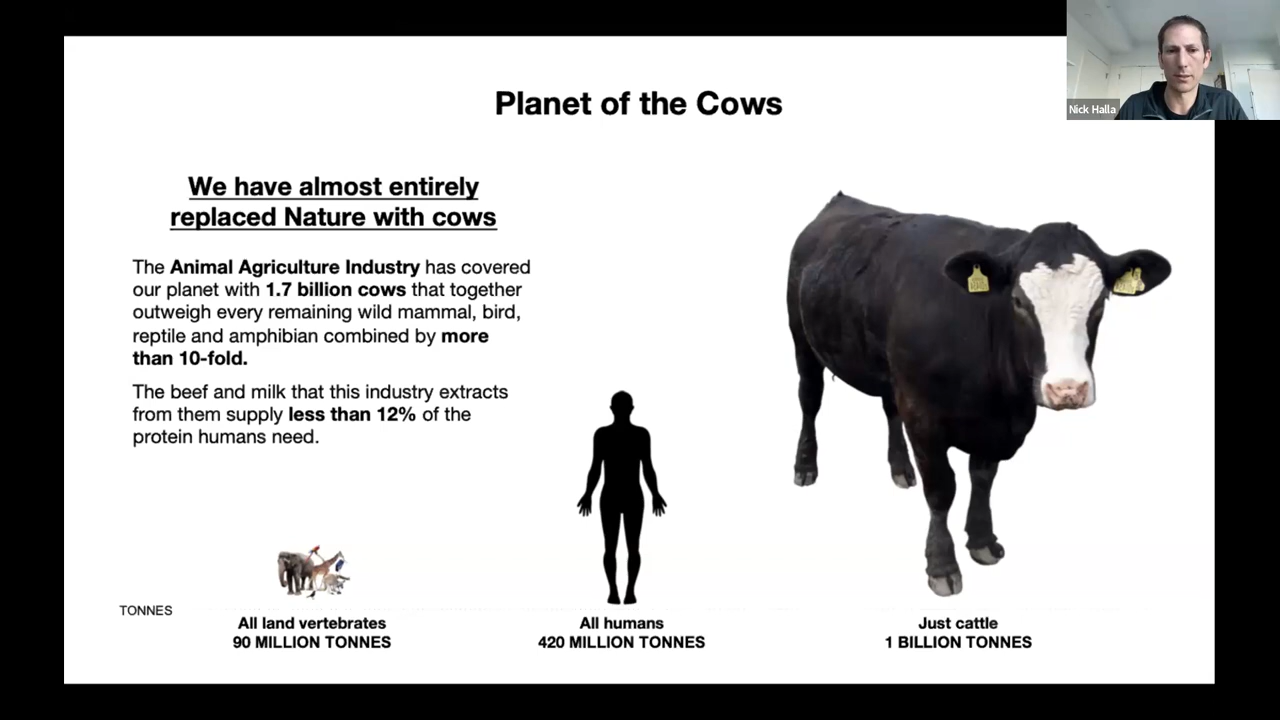 Planet of the Cows
Nick Halla
We have almost entirely
replaced Nature with cows
The Animal Agriculture Industry has covered
our planet with 1.7 billion cows that together
outweigh every remaining wild mammal, bird,
reptile and amphibian combined by more
than 10-fold.
The beef and milk that this industry extracts
from them supply less than 12% of the
protein humans need.
TONNES
All land vertebrates
90 MILLION TONNES
All humans
420 MILLION TONNES
Just cattle
1 BILLION TONNES